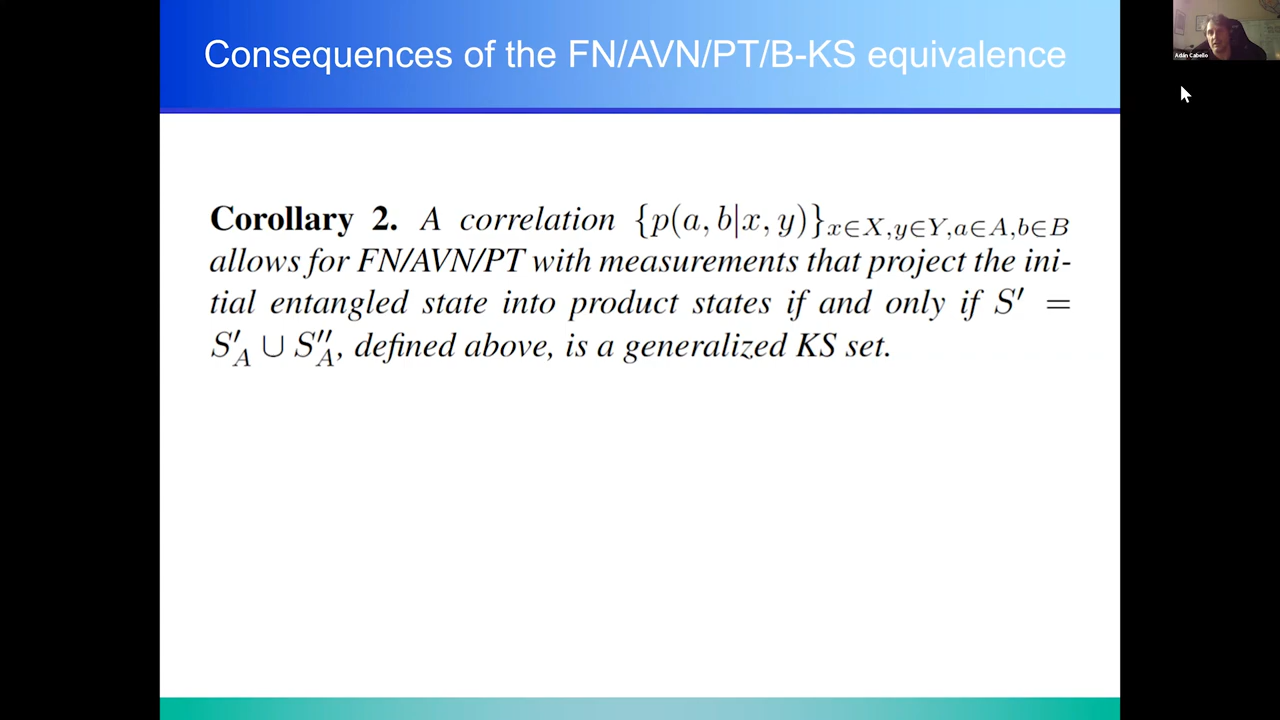 Consequences of the FN/AVN/PT/B-KS equivalence
Adán Cabello
Corollary 2. A correlation {p(a, b|x, y)}x∈X,y∈Y,a∈A,b∈B
allows for FN/AVN/PT with measurements that project the ini-
tial entangled state into product states if and only if S′ =
S′A ∪ S′′A, defined above, is a generalized KS set.